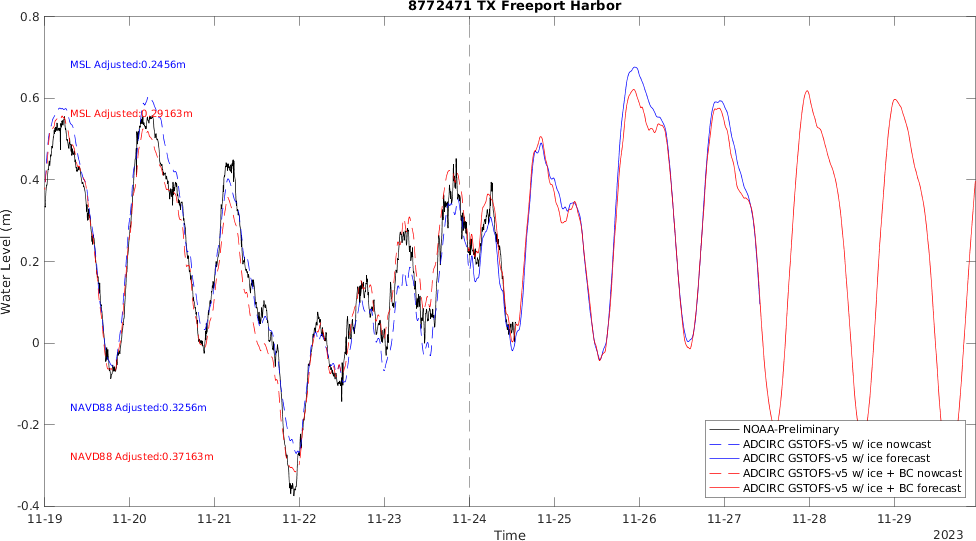 8772471 TX Freeport Harbor
0.8
MSL Adjusted:0.2456m
0.6
MSL Adjusted:0.29163m
0.4
Water Level (m)
0.2
0
-0.2
NAVD88 Adjusted:0.3256m
NAVD88 Adjusted:0.37163m
-0.4
NOAA-Preliminary
ADCIRC GSTOFS-v5 w/ ice nowcast
ADCIRC GSTOFS-v5 w/ ice forecast
ADCIRC GSTOFS-v5 w/ice + BC nowcast
ADCIRC GSTOFS-v5 w/ice + BC forecast
11-19 11-20 11-21 11-22 11-23 11-24 11-25 11-26 11-27 11-28 11-29
Time
2023